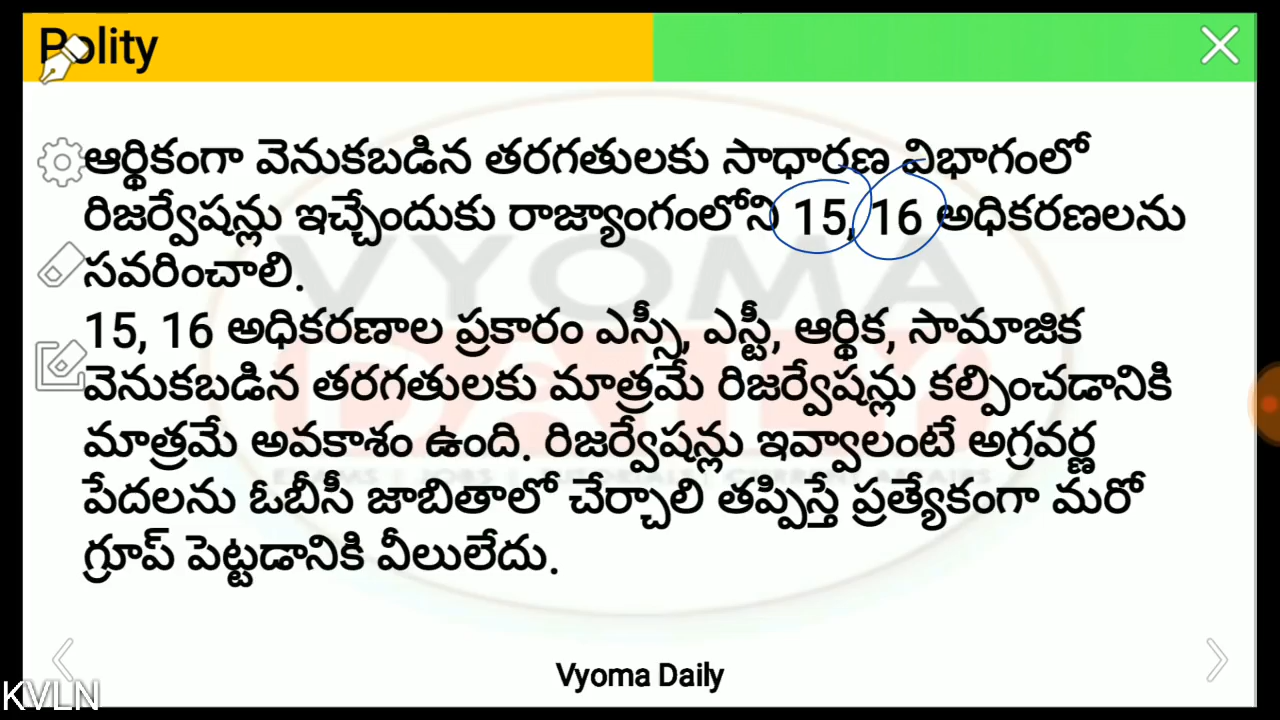 Polity
ఆర్థికంగా వెనుకబడిన తరగతులకు సాధారణ విభాగంలో
రిజర్వేషన్లు ఇచ్చేందుకు రాజ్యాంగంలోని 15, 16 అధికరణలను
సవరించాలి.
15, 16 అధికరణాల ప్రకారం ఎస్సీ, ఎస్టీ, ఆర్థిక, సామాజిక
వెనుకబడిన తరగతులకు మాత్రమే రిజర్వేషన్లు కల్పించడానికి
మాత్రమే అవకాశం ఉంది. రిజర్వేషన్లు ఇవ్వాలంటే అగ్రవర్ణ
పేదలను ఓబీసీ జాబితాలో చేర్చాలి తప్పిస్తే ప్రత్యేకంగా మరో
గ్రూప్ పెట్టడానికి వీలులేదు.
VYOMA
DAILY
Vyoma Daily
KVLN